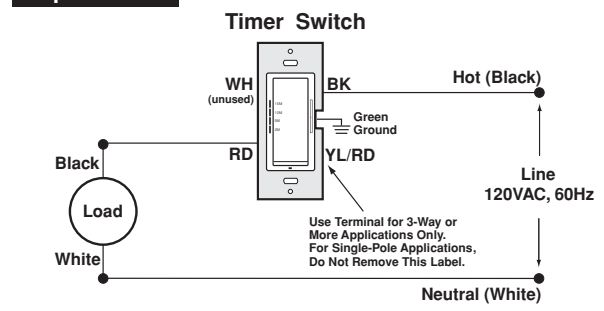 Timer Switch
WH
(unused)
BK
Hot (Black)
Green
Ground
RD
YL/RD
Black
Load
White
Line
120VAC, 60Hz
Use Terminal for 3-Way or
More Applications Only.
For Single-Pole Applications,
Do Not Remove This Label.
Neutral (White)